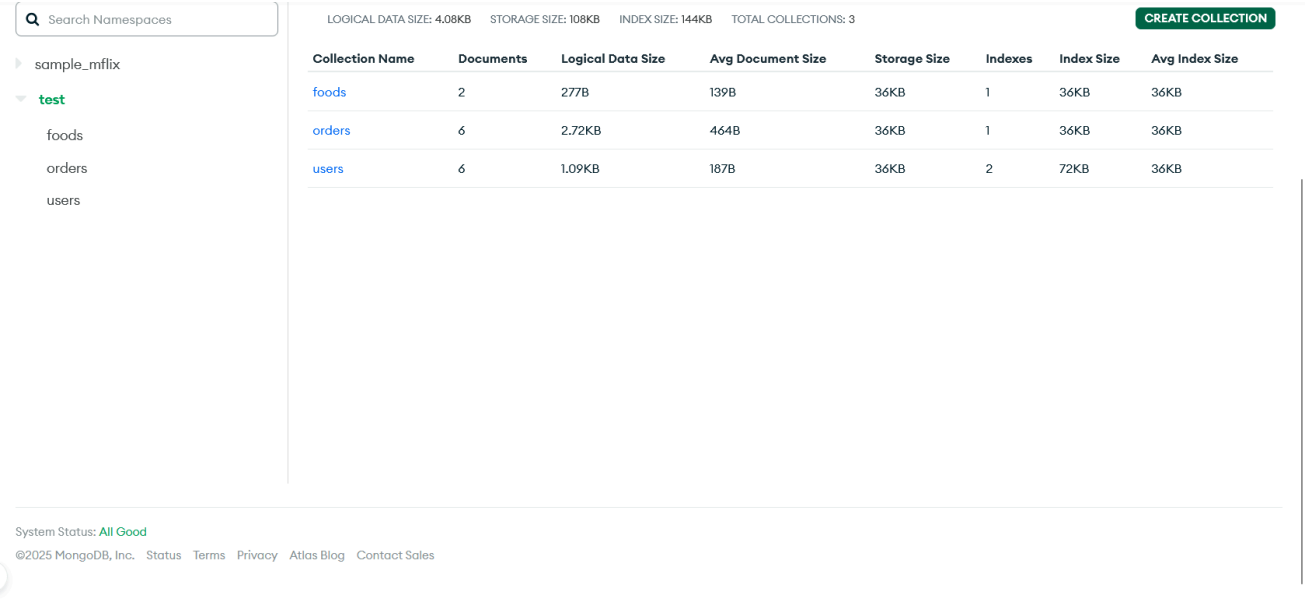 Search Namespaces
LOGICAL DATA SIZE: 4.08KB STORAGE SIZE: 108KB INDEX SIZE: 144KB TOTAL COLLECTIONS: 3
CREATE COLLECTION
sample_mflix
test
foods
orders
users
Collection Name Documents Logical Data Size Avg Document Size Storage Size Indexes Index Size Avg Index Size
foods 2 277B 139B 36KB 1 36KB 36KB
orders 6 2.72KB 464B 36KB 1 36KB 36KB
users 6 1.09KB 187B 36KB 2 72KB 36KB
System Status: All Good
©2025 MongoDB, Inc. Status Terms Privacy Atlas Blog Contact Sales